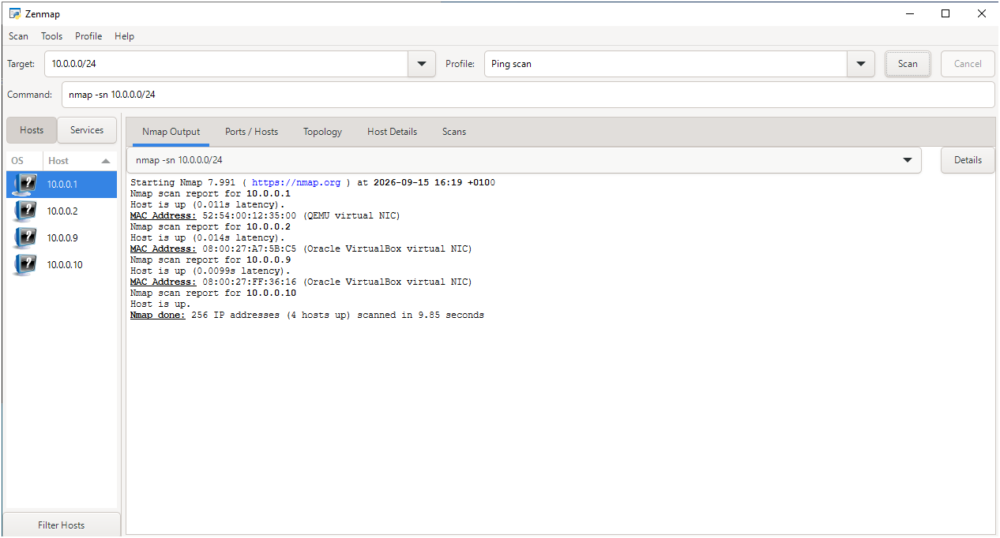 Zenmap
Scan Tools Profile Help
Target: 10.0.0.0/24 Profile: Ping scan Scan Cancel
Command: nmap -sn 10.0.0.0/24
Hosts Services
Nmap Output Ports / Hosts Topology Host Details Scans
OS Host
nmap -sn 10.0.0.0/24 Details
10.0.0.1
10.0.0.2
10.0.0.9
10.0.0.10
Starting Nmap 7.991 ( https://nmap.org ) at 2026-09-15 16:19 +0100
Nmap scan report for 10.0.0.1
Host is up (0.011s latency).
MAC Address: 52:54:00:12:35:00 (QEMU virtual NIC)
Nmap scan report for 10.0.0.2
Host is up (0.014s latency).
MAC Address: 08:00:27:A7:5B:C5 (Oracle VirtualBox virtual NIC)
Nmap scan report for 10.0.0.9
Host is up (0.0099s latency).
MAC Address: 08:00:27:FF:36:16 (Oracle VirtualBox virtual NIC)
Nmap scan report for 10.0.0.10
Host is up.
Nmap done: 256 IP addresses (4 hosts up) scanned in 9.85 seconds
Filter Hosts